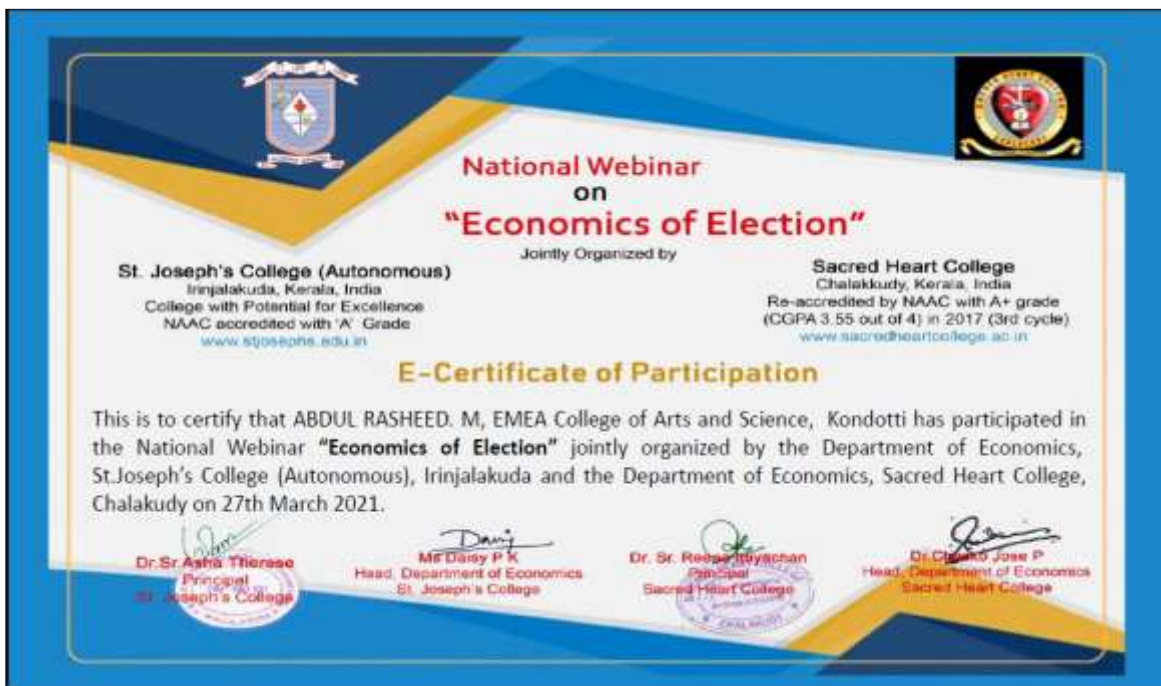 National Webinar
on
“Economics of Election”
Jointly Organized by
St. Joseph's College (Autonomous)
Irinjalakuda, Kerala, India
College with Potential for Excellence
NAAC accredited with 'A' Grade
www.stjosephs.edu.in
Sacred Heart College
Chalakkudy, Kerala, India
Re-accredited by NAAC with A+ grade
(CGPA 3.55 out of 4) in 2017 (3rd cycle)
www.sacredheartcollege.ac.in
E-Certificate of Participation
This is to certify that ABDUL RASHEED. M, EMEA College of Arts and Science, Kondotti has participated in
the National Webinar “Economics of Election” jointly organized by the Department of Economics,
St.Joseph's College (Autonomous), Irinjalakuda and the Department of Economics, Sacred Heart College,
Chalakudy on 27th March 2021.
Dr.Sr.Asha Therese
Principal
St. Joseph's College
Daisy
Ms Daisy P K
Head, Department of Economics
St. Joseph's College
Dr. Sr. Reena
Principal
Sacred Heart College
CHALAKUDY
Jose P
Head, Department of Economics
Sacred Heart College